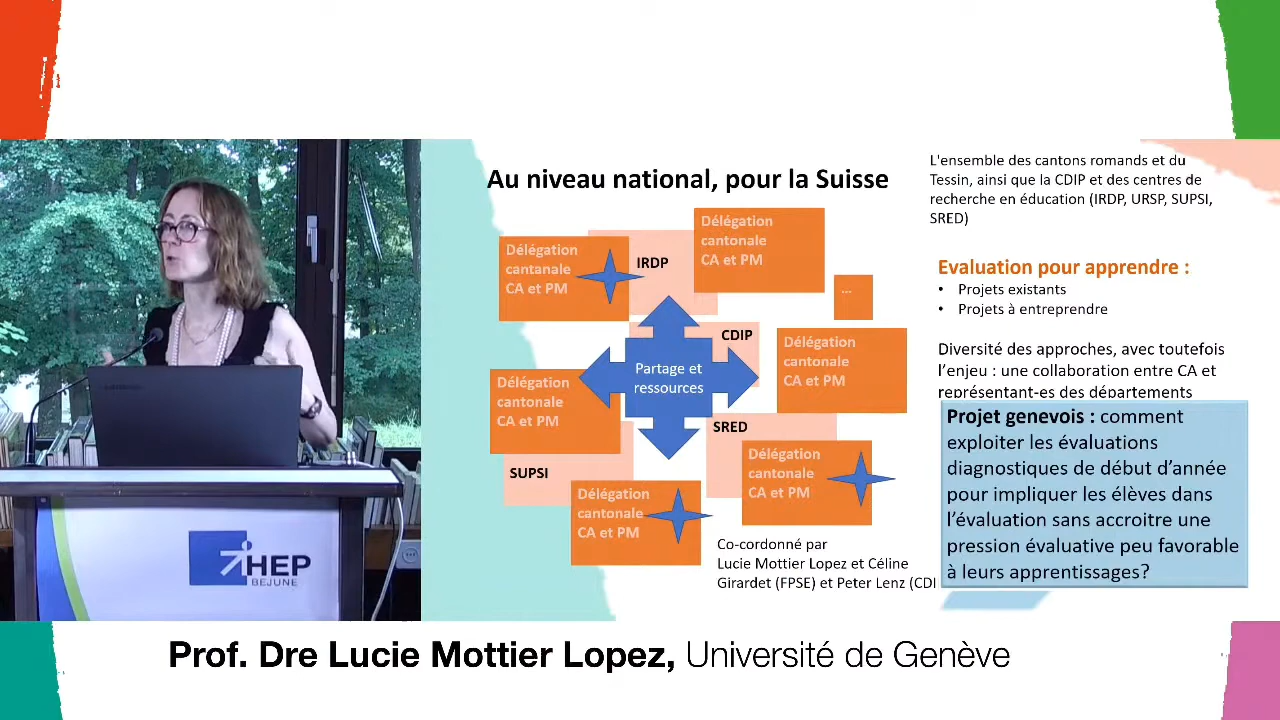 Au niveau national, pour la Suisse
Délégation
cantanale
CA et PM
IRDP
Délégation
cantonale
CA et PM
...
CDIP
Délégation
cantonale
CA et PM
Partage et
ressources
Délégation
cantonale
CA et PM
SRED
Délégation
cantonale
CA et PM
SUPSI
Délégation
cantonale
CA et PM
Co-cordonné par
Lucie Mottier Lopez et Céline
Girardet (FPSE) et Peter Lenz (CDI
L'ensemble des cantons romands et du
Tessin, ainsi que la CDIP et des centres de
recherche en éducation (IRDP, URSP, SUPSI,
SRED)
Evaluation pour apprendre :
• Projets existants
• Projets à entreprendre
Diversité des approches, avec toutefois
l'enjeu : une collaboration entre CA et
représentant-es des départements
Projet genevois : comment
exploiter les évaluations
diagnostiques de début d'année
pour impliquer les élèves dans
l'évaluation sans accroitre une
pression évaluative peu favorable
à leurs apprentissages?
HEP
BEJUNE
Prof. Dre Lucie Mottier Lopez, Université de Genève